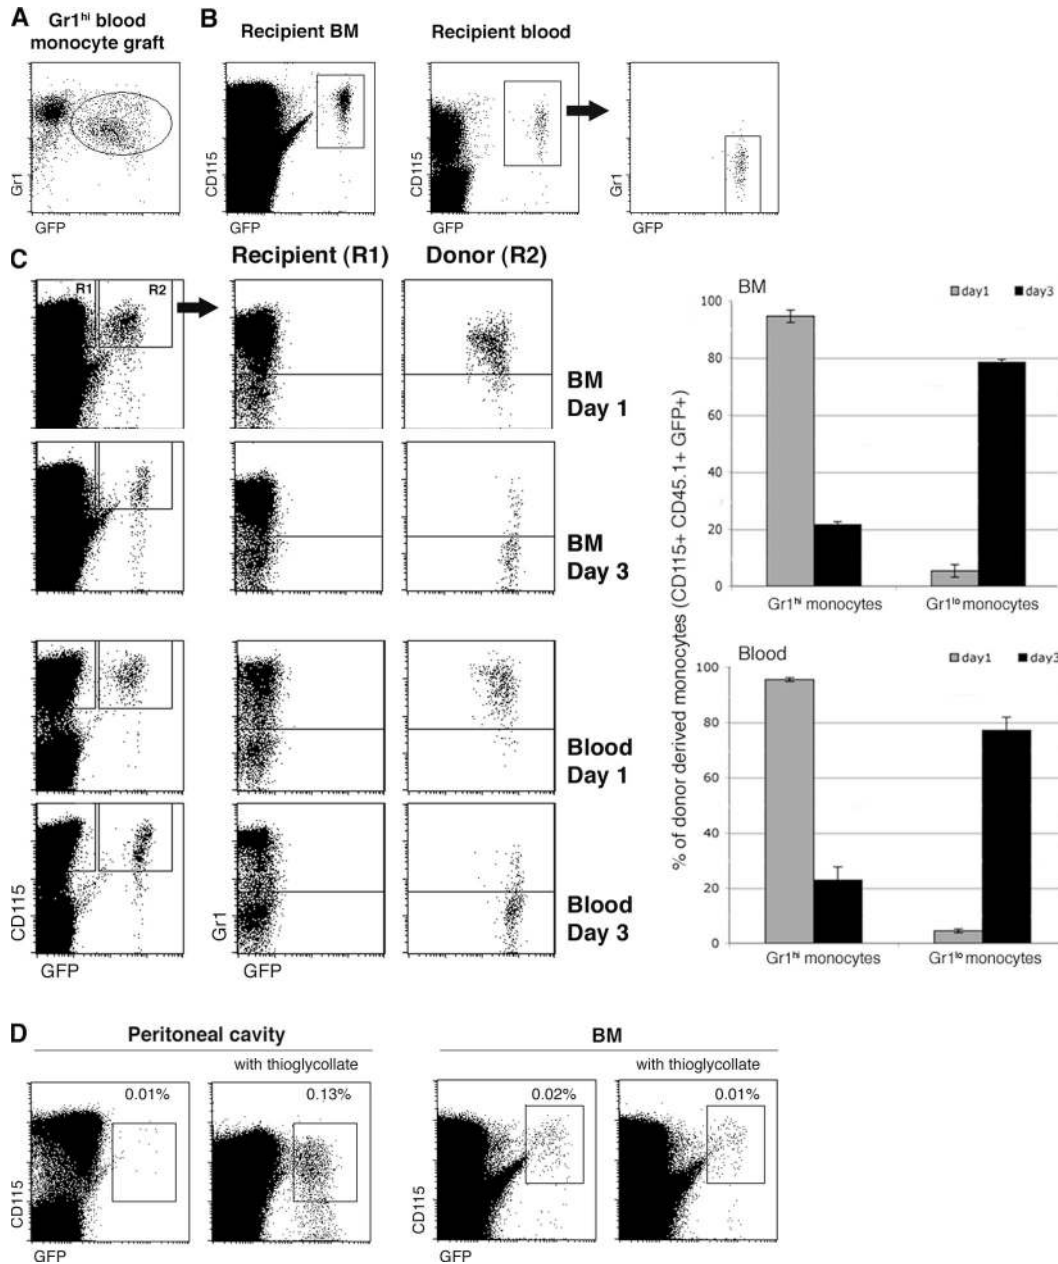 A
Gr1hi blood
monocyte graft
Gr1
GFP
B
Recipient BM
CD115
GFP
Recipient blood
CD115
GFP
Gr1
GFP
C
Recipient (R1)
Donor (R2)
R1
R2
BM
Day 1
BM
Day 3
Blood
Day 1
Blood
Day 3
CD115
GFP
Gr1
GFP
% of donor derived monocytes (CD115+ CD45.1+ GFP+)
BM
day1
day3
100
80
60
40
20
0
Gr1hi monocytes
Gr1lo monocytes
Blood
day1
day3
100
80
60
40
20
0
Gr1hi monocytes
Gr1lo monocytes
D
Peritoneal cavity
with thioglycollate
0.01%
0.13%
CD115
GFP
BM
with thioglycollate
0.02%
0.01%
CD115
GFP